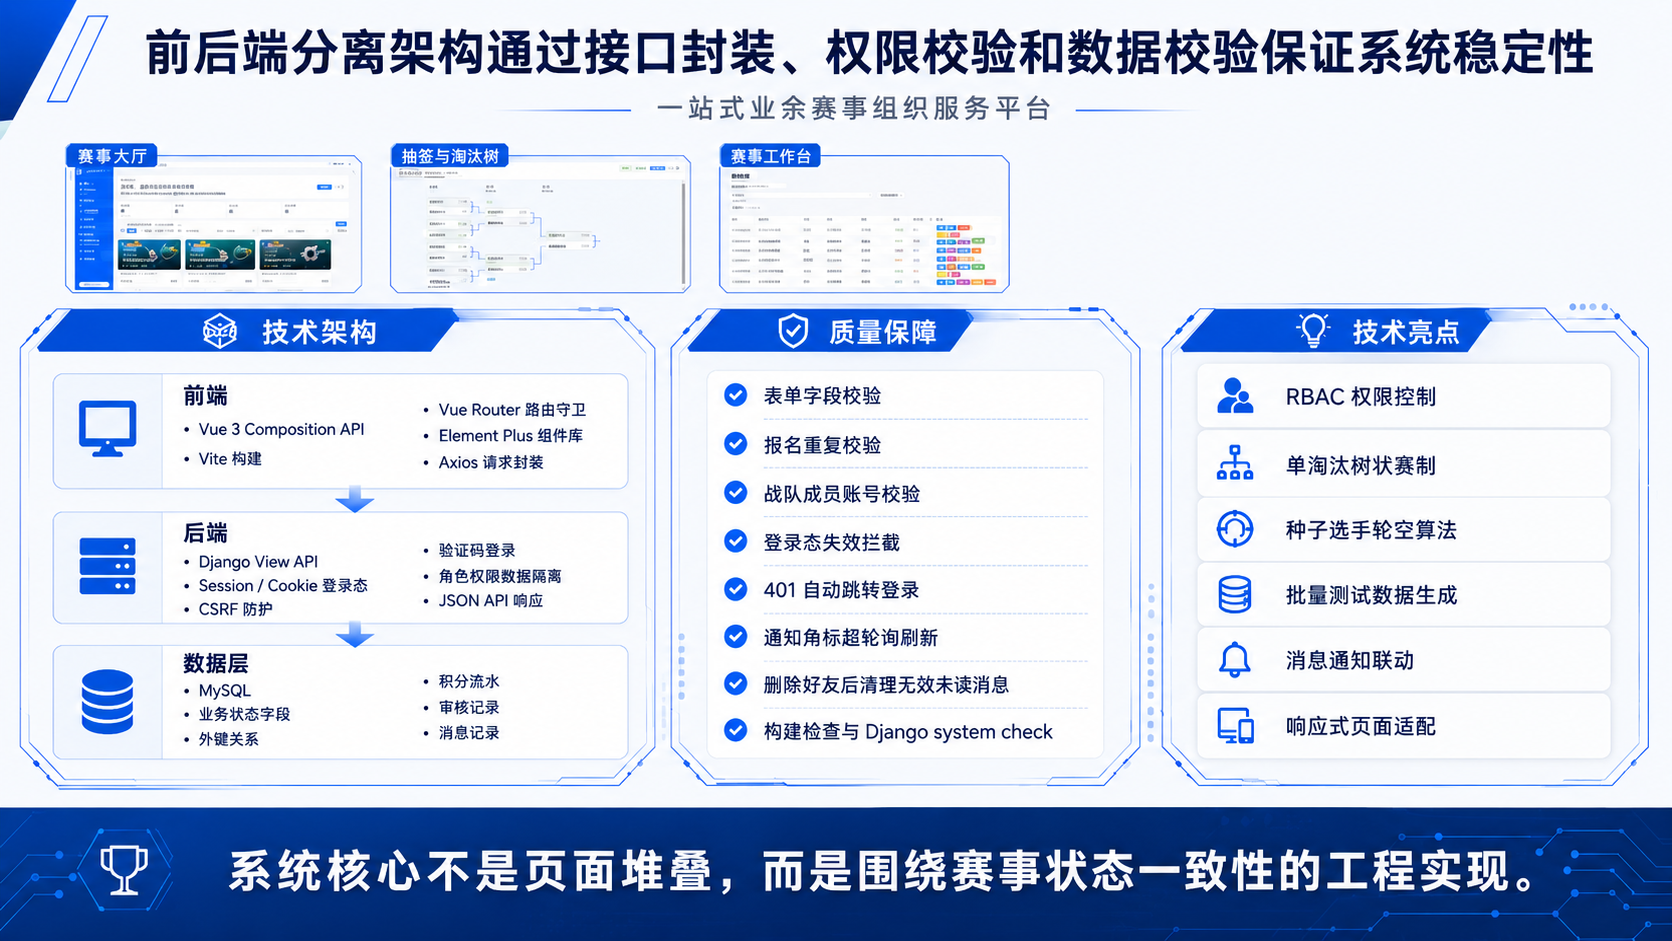 前后端分离架构通过接口封装、权限校验和数据校验保证系统稳定性
一站式业余赛事组织服务平台
赛事大厅
抽签与淘汰树
赛事工作台
技术架构
前端
• Vue 3 Composition API
• Vite 构建
• Vue Router 路由守卫
• Element Plus 组件库
• Axios 请求封装
后端
• Django View API
• Session / Cookie 登录态
• CSRF 防护
• 验证码登录
• 角色权限数据隔离
• JSON API 响应
数据层
• MySQL
• 业务状态字段
• 外键关系
• 积分流水
• 审核记录
• 消息记录
质量保障
表单字段校验
报名重复校验
战队成员账号校验
登录态失效拦截
401 自动跳转登录
通知角标超轮询刷新
删除好友后清理无效未读消息
构建检查与 Django system check
技术亮点
RBAC 权限控制
单淘汰树状赛制
种子选手轮空算法
批量测试数据生成
消息通知联动
响应式页面适配
系统核心不是页面堆叠，而是围绕赛事状态一致性的工程实现。